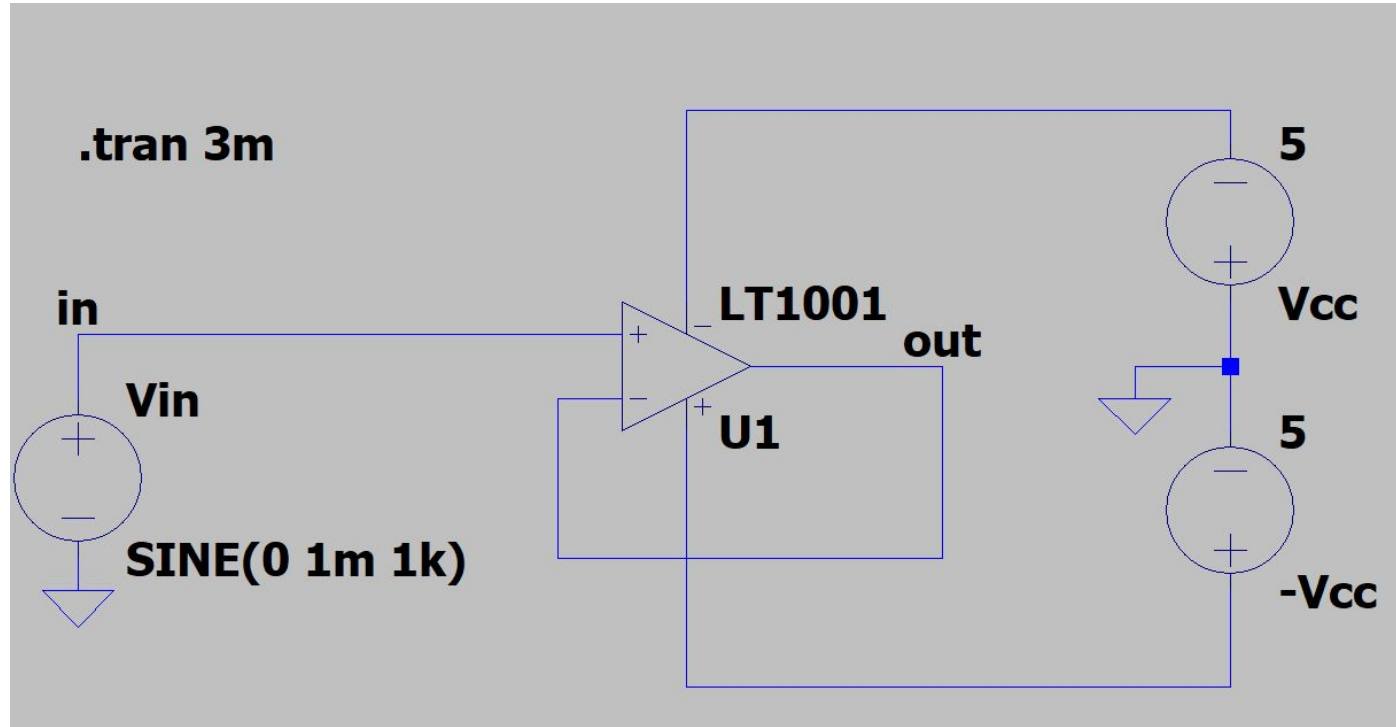 .tran 3m
5
LT1001
in
Vcc
out
Vin
U1
5
SINE(0 1m 1k)
-Vcc